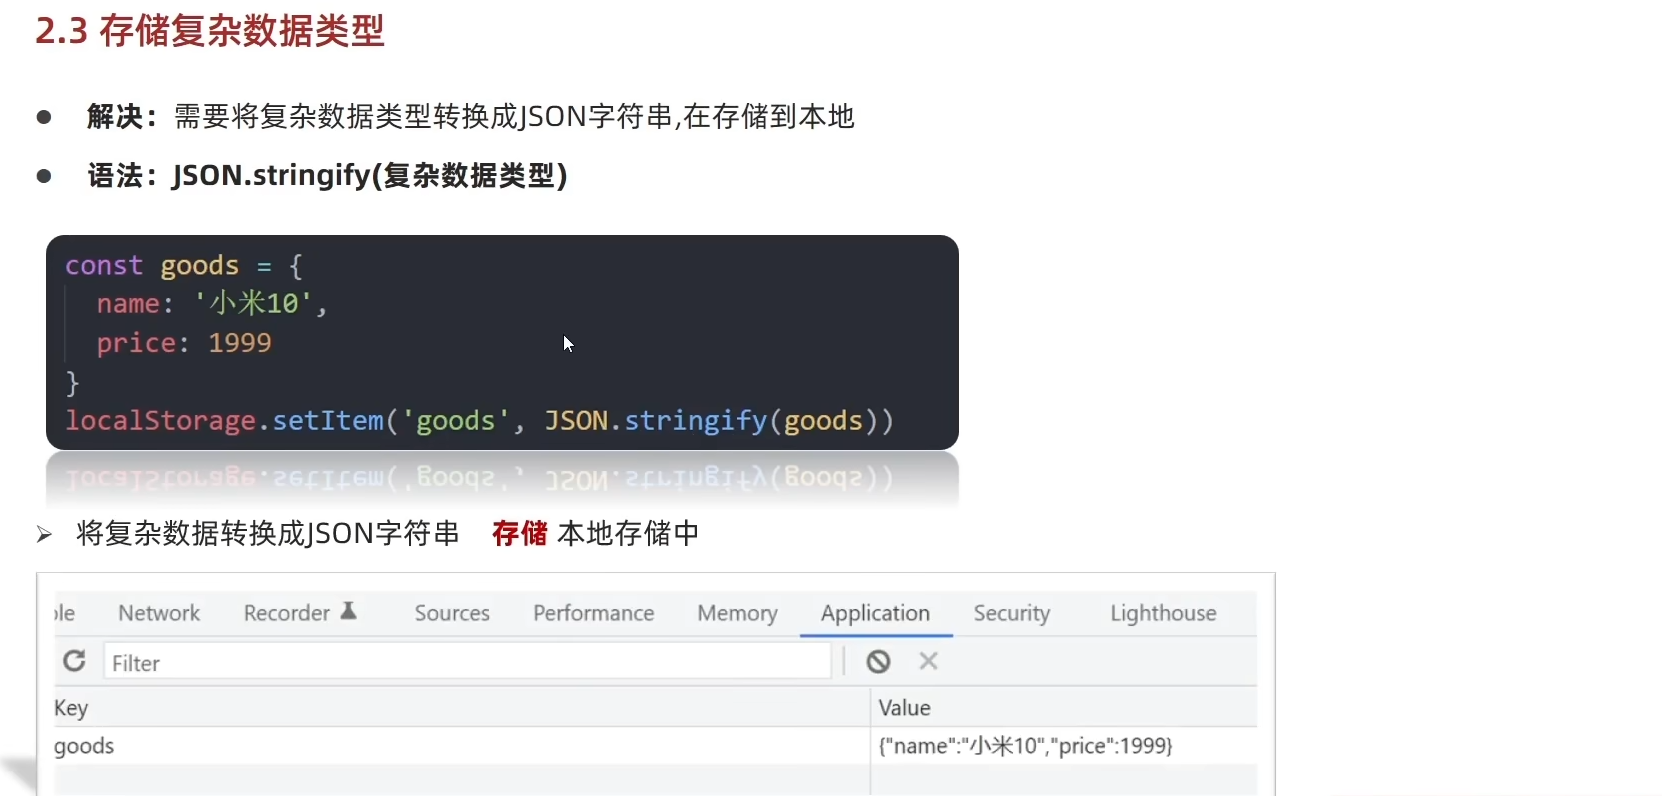 2.3 存储复杂数据类型
● 解决：需要将复杂数据类型转换成JSON字符串,在存储到本地
● 语法：JSON.stringify(复杂数据类型)
const goods = {
name: '小米10',
price: 1999
}
localStorage.setItem('goods', JSON.stringify(goods))
➢ 将复杂数据转换成JSON字符串 存储 本地存储中
Network Recorder Sources Performance Memory Application Security Lighthouse
Filter
Key Value
goods {"name":"小米10","price":1999}